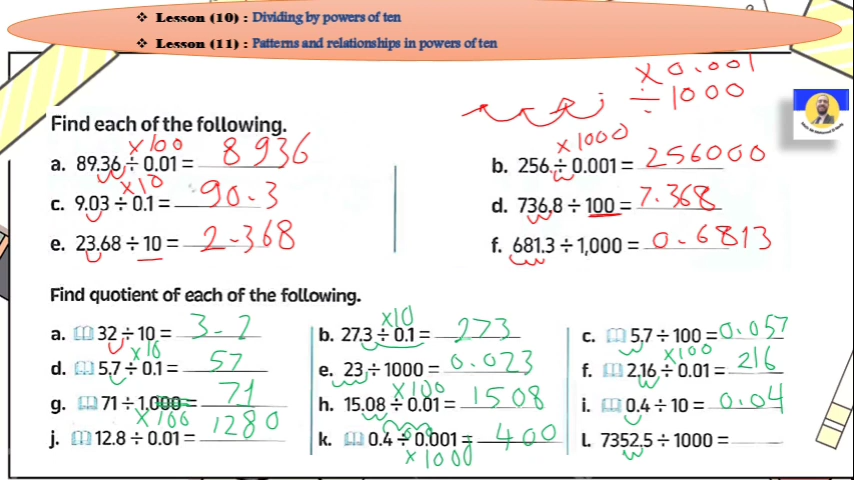 ❖ Lesson (10) : Dividing by powers of ten
❖ Lesson (11) : Patterns and relationships in powers of ten
× 0.001
÷ 1000
Find each of the following.
×100
a. 89.36 ÷ 0.01 = 8936
×1000
b. 256. ÷ 0.001 = 256000
×10
c. 9.03 ÷ 0.1 = 90.3
d. 736.8 ÷ 100 = 7.368
e. 23.68 ÷ 10 = 2.368
f. 681.3 ÷ 1,000 = 0.6813
Find quotient of each of the following.
a. 32 ÷ 10 = 3.2
×10
b. 27.3 ÷ 0.1 = 273
c. 5.7 ÷ 100 = 0.057
×10
d. 5.7 ÷ 0.1 = 57
e. 23 ÷ 1000 = 0.023
×100
f. 2.16 ÷ 0.01 = 216
g. 71 ÷ 1,000 = 71
×100
h. 15.08 ÷ 0.01 = 1508
i. 0.4 ÷ 10 = 0.04
×100
j. 12.8 ÷ 0.01 = 1280
k. 0.4 ÷ 0.001 = 400
×1000
l. 7352.5 ÷ 1000 =